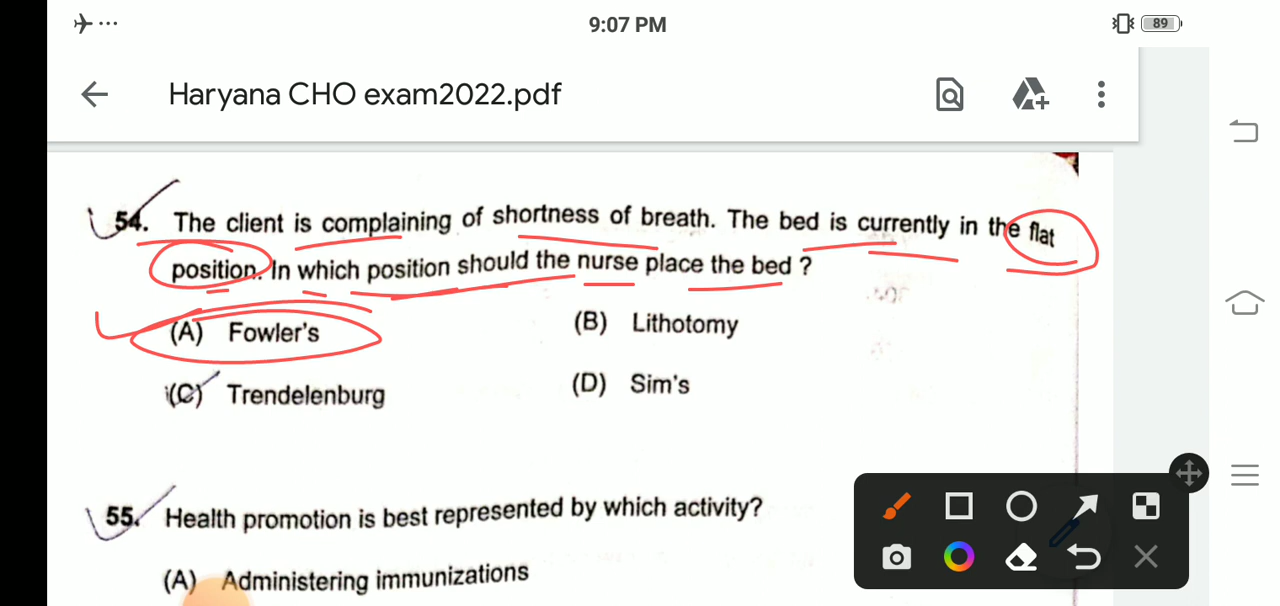 9:07 PM
89
Haryana CHO exam2022.pdf
54. The client is complaining of shortness of breath. The bed is currently in the flat
position. In which position should the nurse place the bed ?
(A) Fowler's
(B) Lithotomy
(C) Trendelenburg
(D) Sim's
55. Health promotion is best represented by which activity?
(A) Administering immunizations